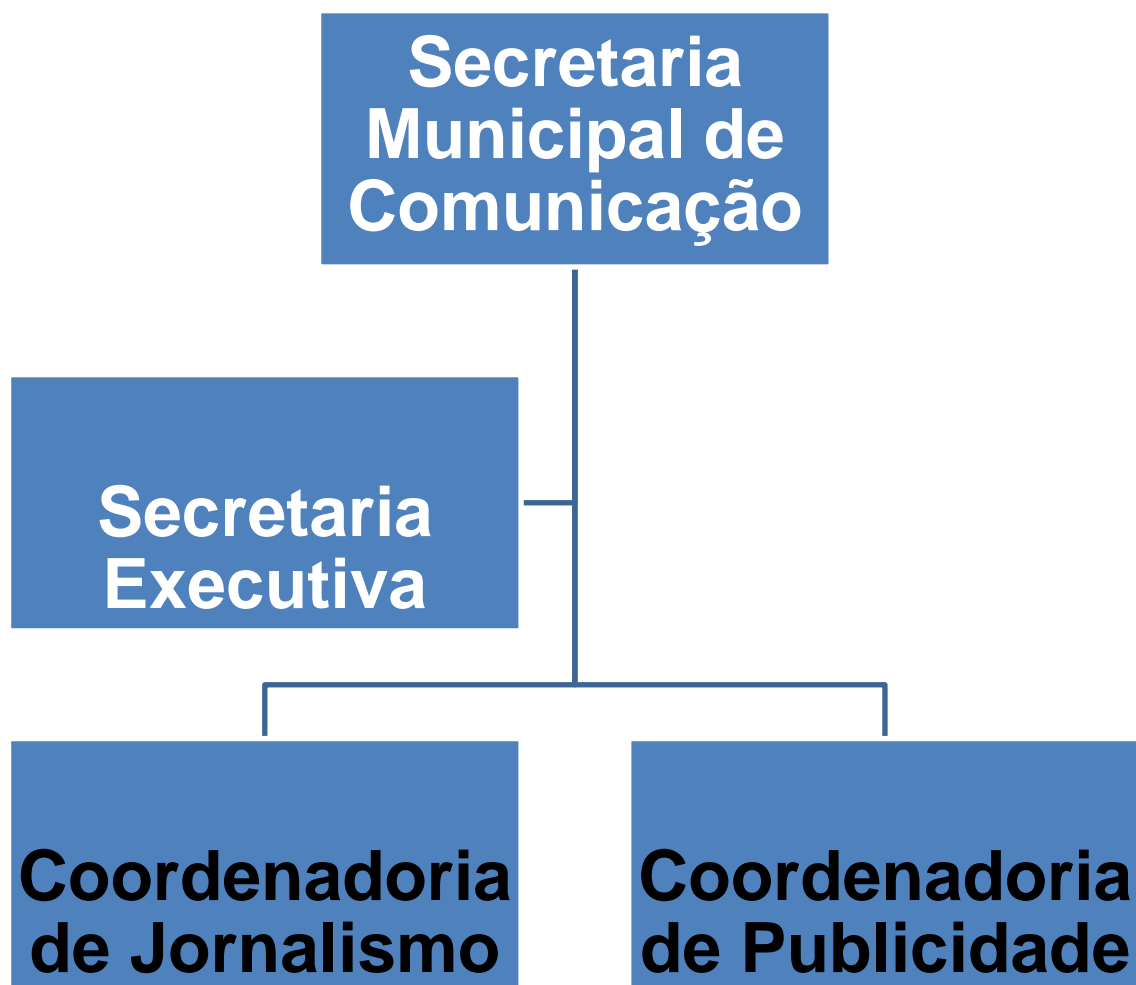 Secretaria
Municipal de
Comunicação
Secretaria
Executiva
Coordenadoria
de Jornalismo
Coordenadoria
de Publicidade